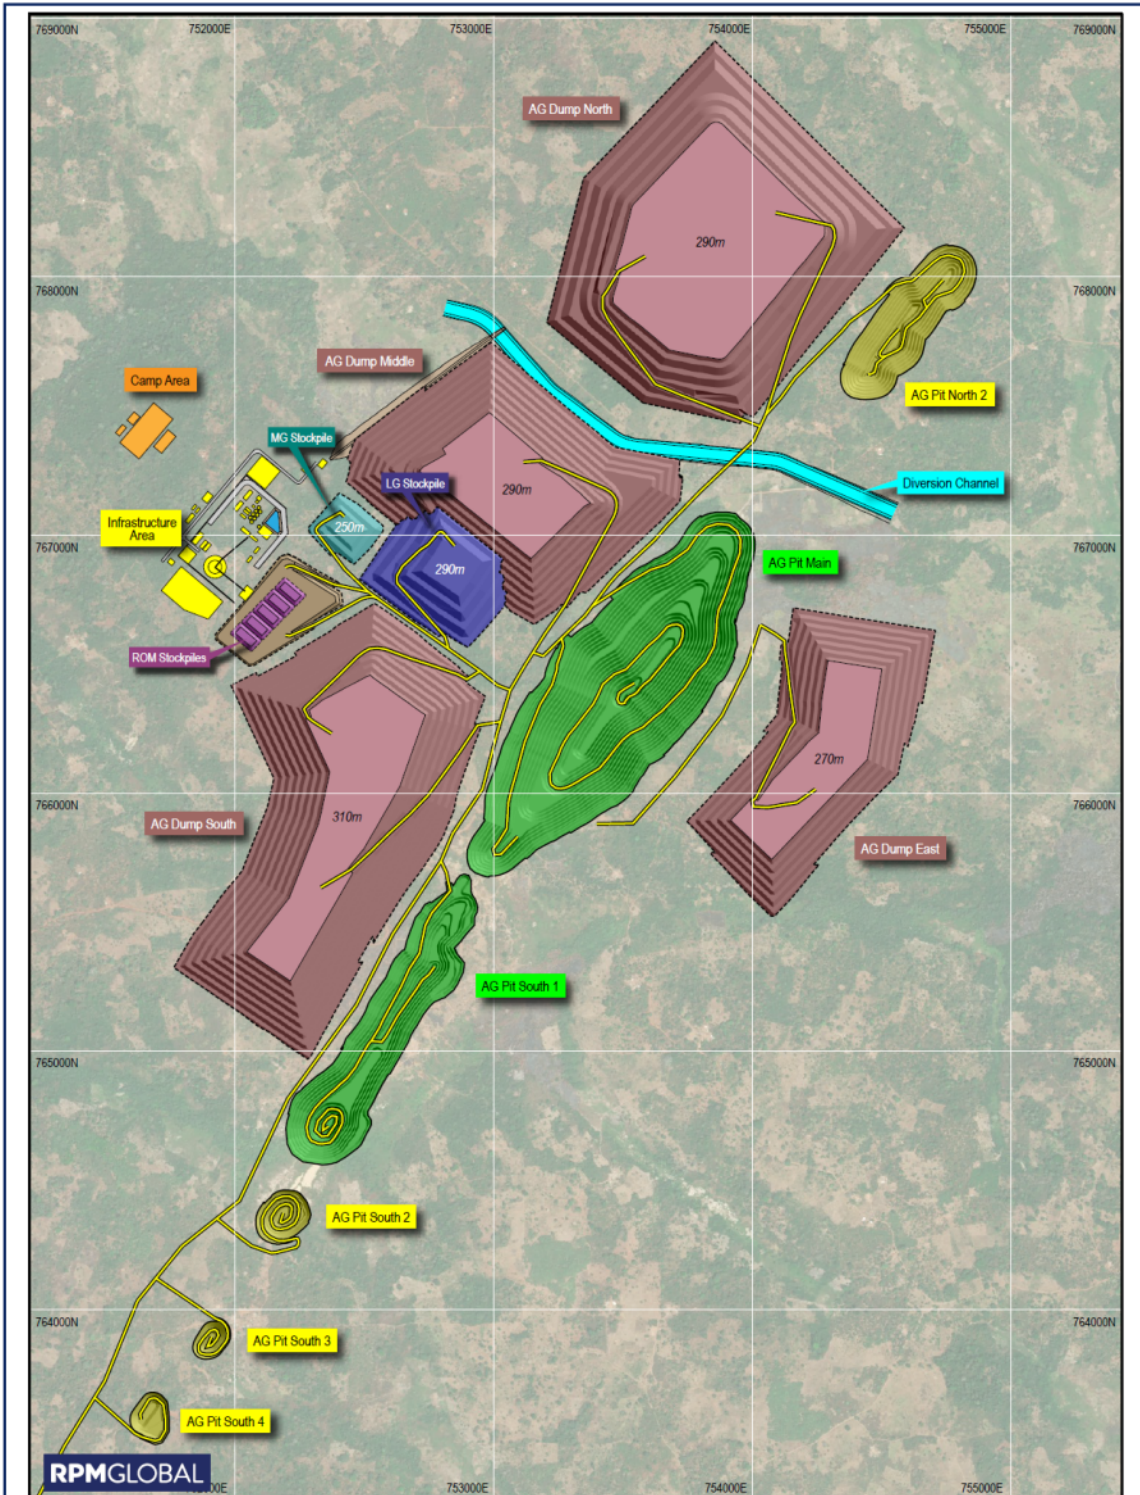 769000N
752000E
753000E
754000E
755000E
769000N
AG Dump North
290m
768000N
768000N
AG Dump Middle
Camp Area
AG Pit North 2
MG Stockpile
LG Stockpile
290m
Diversion Channel
Infrastructure
Area
250m
767000N
767000N
AG Pit Main
290m
ROM Stockpiles
270m
766000N
766000N
310m
AG Dump South
AG Dump East
AG Pit South 1
765000N
765000N
AG Pit South 2
764000N
764000N
AG Pit South 3
AG Pit South 4
RPMGLOBAL
753000E
754000E
755000E